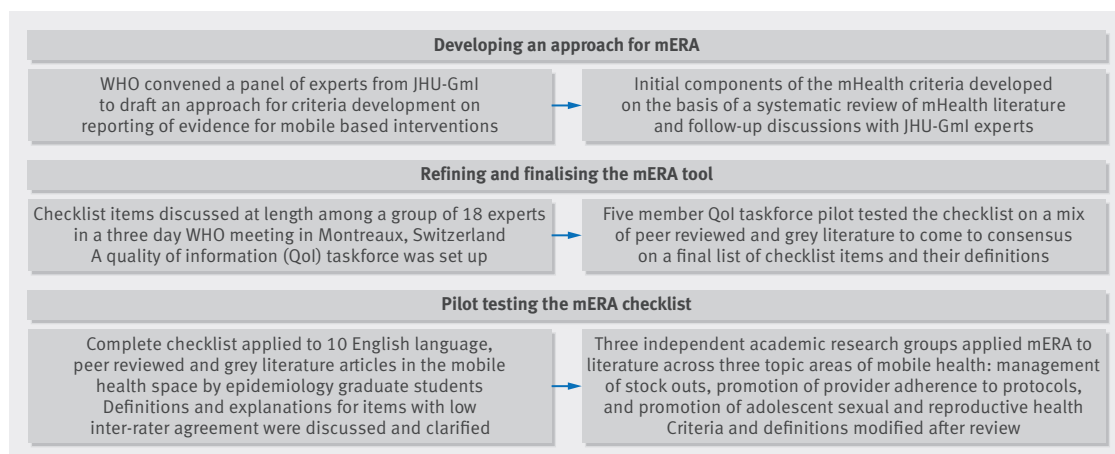 Developing an approach for mERA
WHO convened a panel of experts from JHU-GmI
to draft an approach for criteria development on
reporting of evidence for mobile based interventions
Initial components of the mHealth criteria developed
on the basis of a systematic review of mHealth literature
and follow-up discussions with JHU-GmI experts
Refining and finalising the mERA tool
Checklist items discussed at length among a group of 18 experts
in a three day WHO meeting in Montreaux, Switzerland
A quality of information (QoI) taskforce was set up
Five member QoI taskforce pilot tested the checklist on a mix
of peer reviewed and grey literature to come to consensus
on a final list of checklist items and their definitions
Pilot testing the mERA checklist
Complete checklist applied to 10 English language,
peer reviewed and grey literature articles in the mobile
health space by epidemiology graduate students
Definitions and explanations for items with low
inter-rater agreement were discussed and clarified
Three independent academic research groups applied mERA to
literature across three topic areas of mobile health: management
of stock outs, promotion of provider adherence to protocols,
and promotion of adolescent sexual and reproductive health
Criteria and definitions modified after review